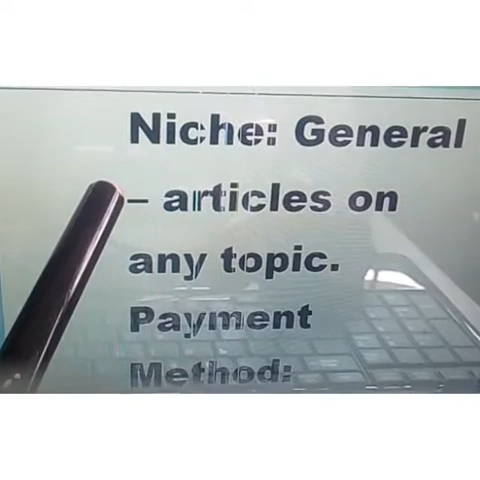 Niche: General
– articles on
any topic.
Payment
Method: